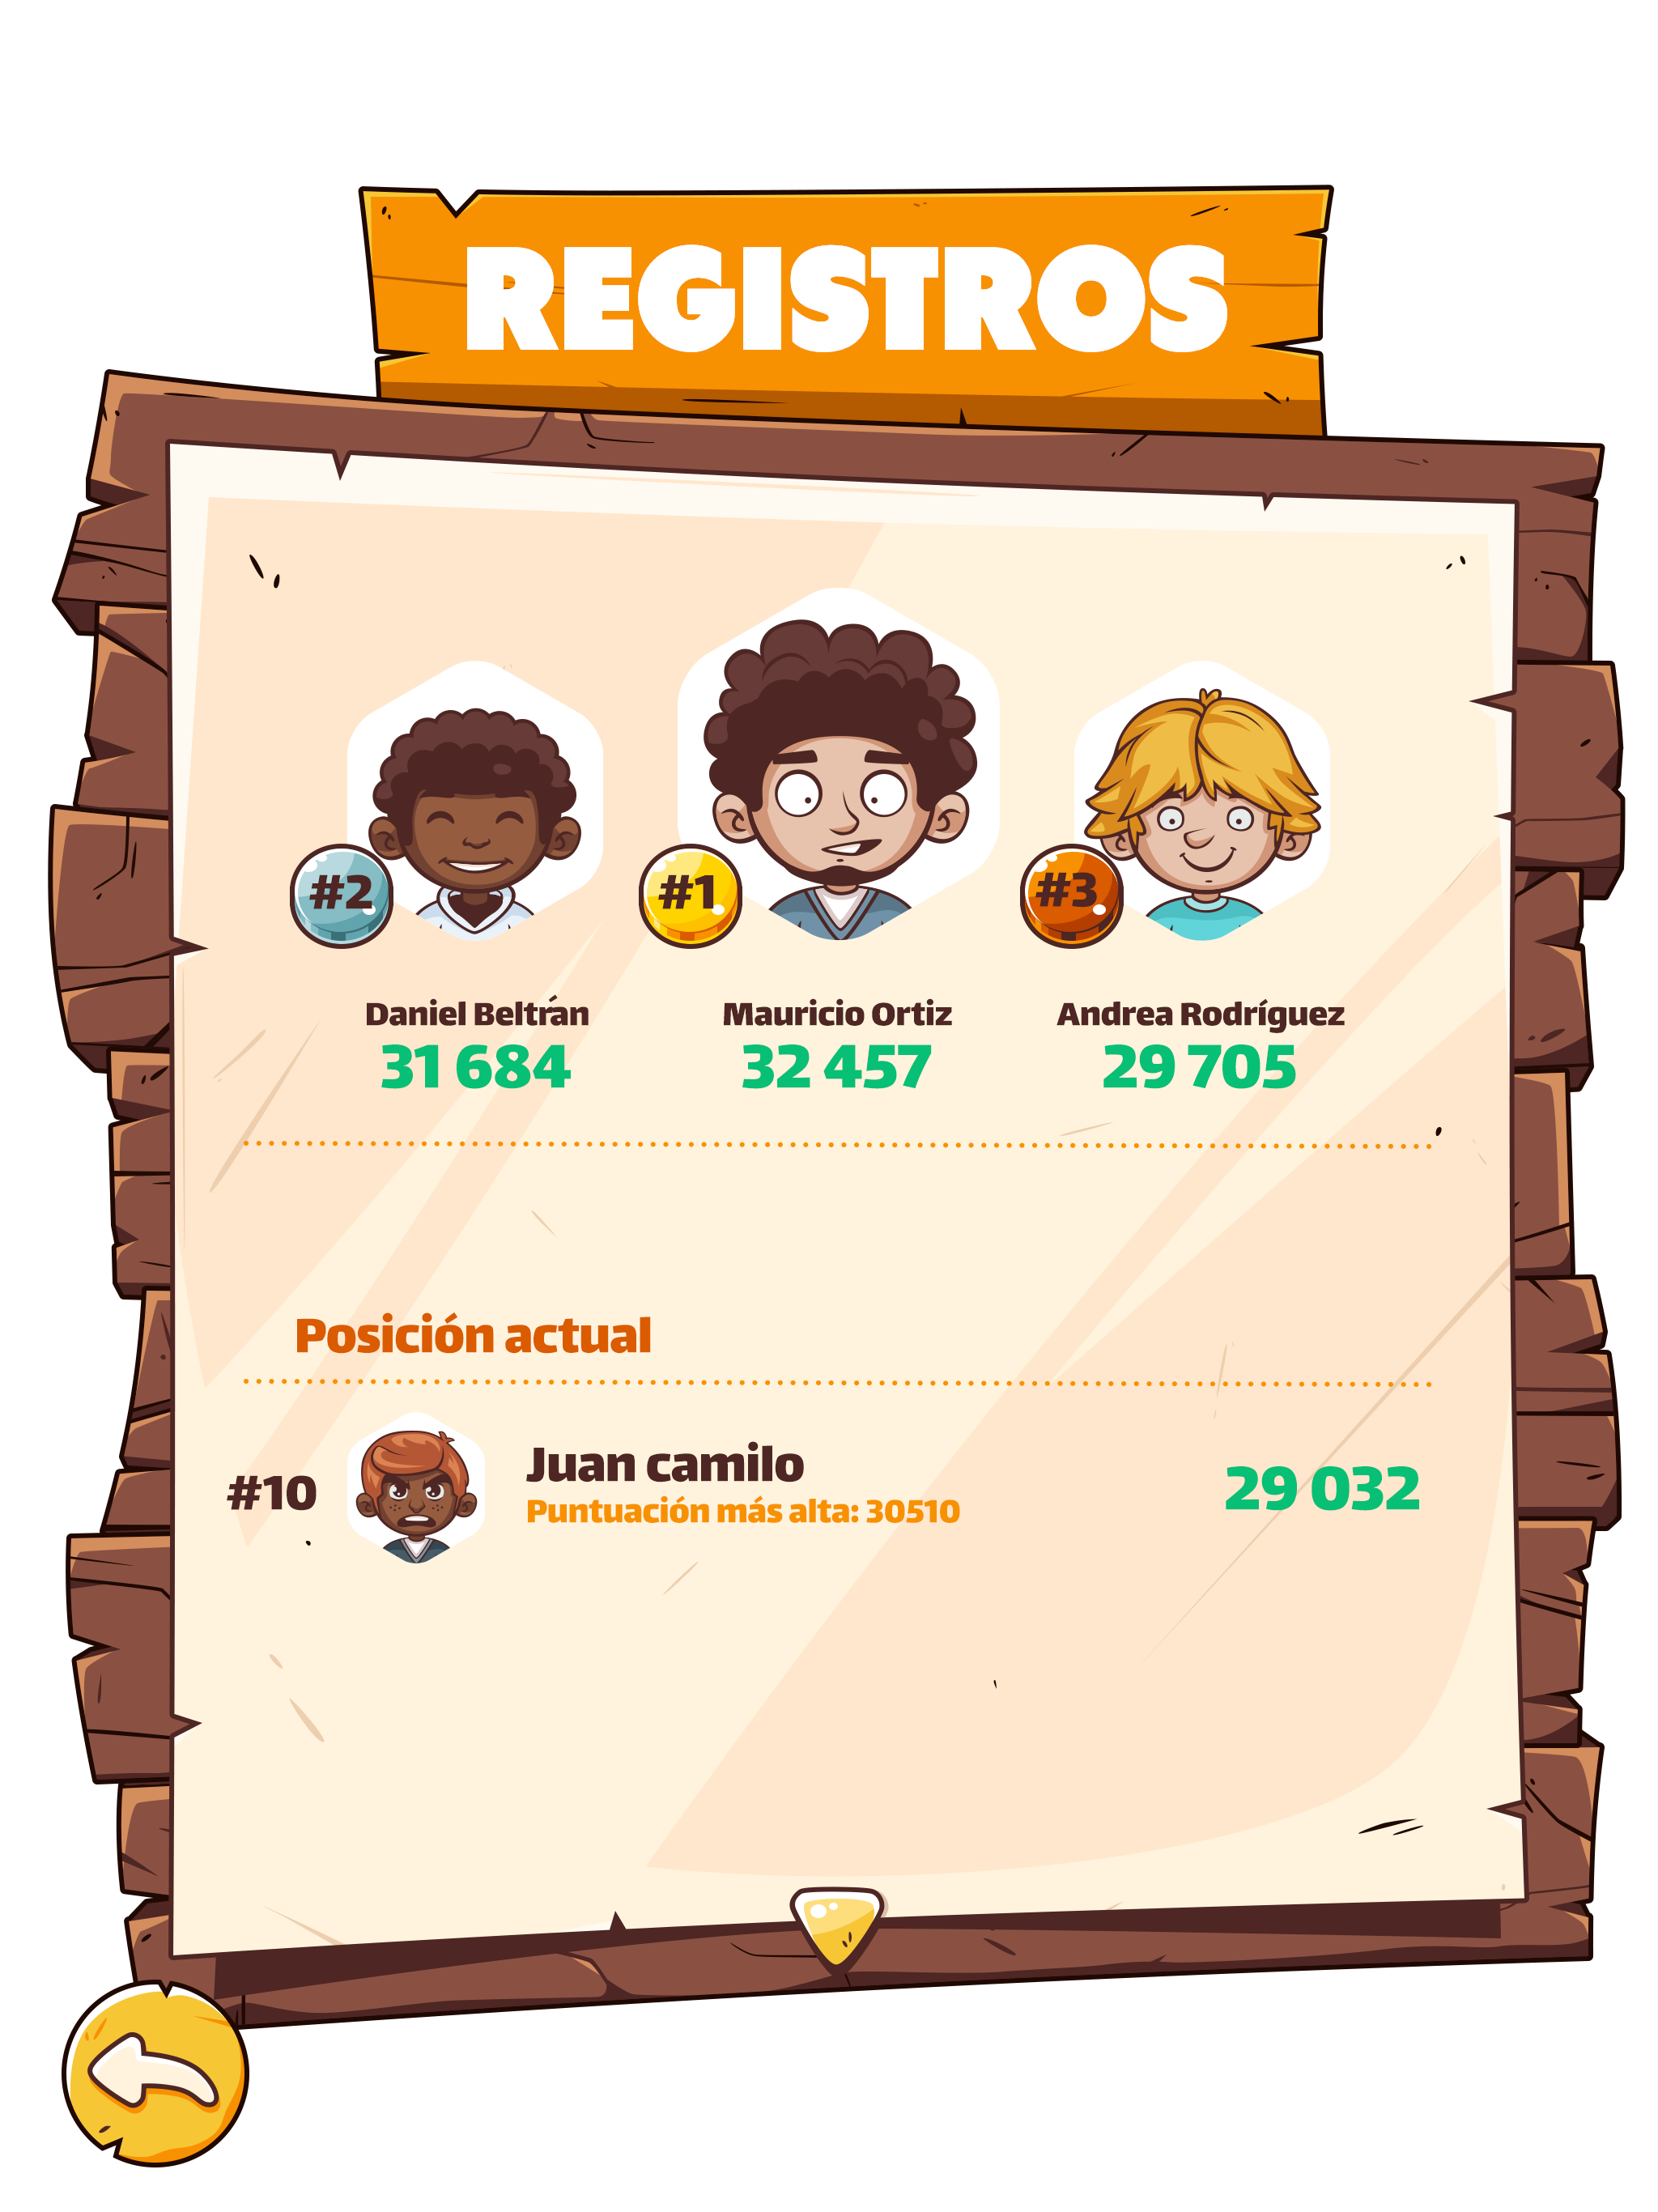 REGISTROS
#2
#1
#3
Daniel Beltrán
Mauricio Ortiz
Andrea Rodríguez
31 684
32 457
29 705
Posición actual
#10
Juan camilo
Puntuación más alta: 30510
29 032